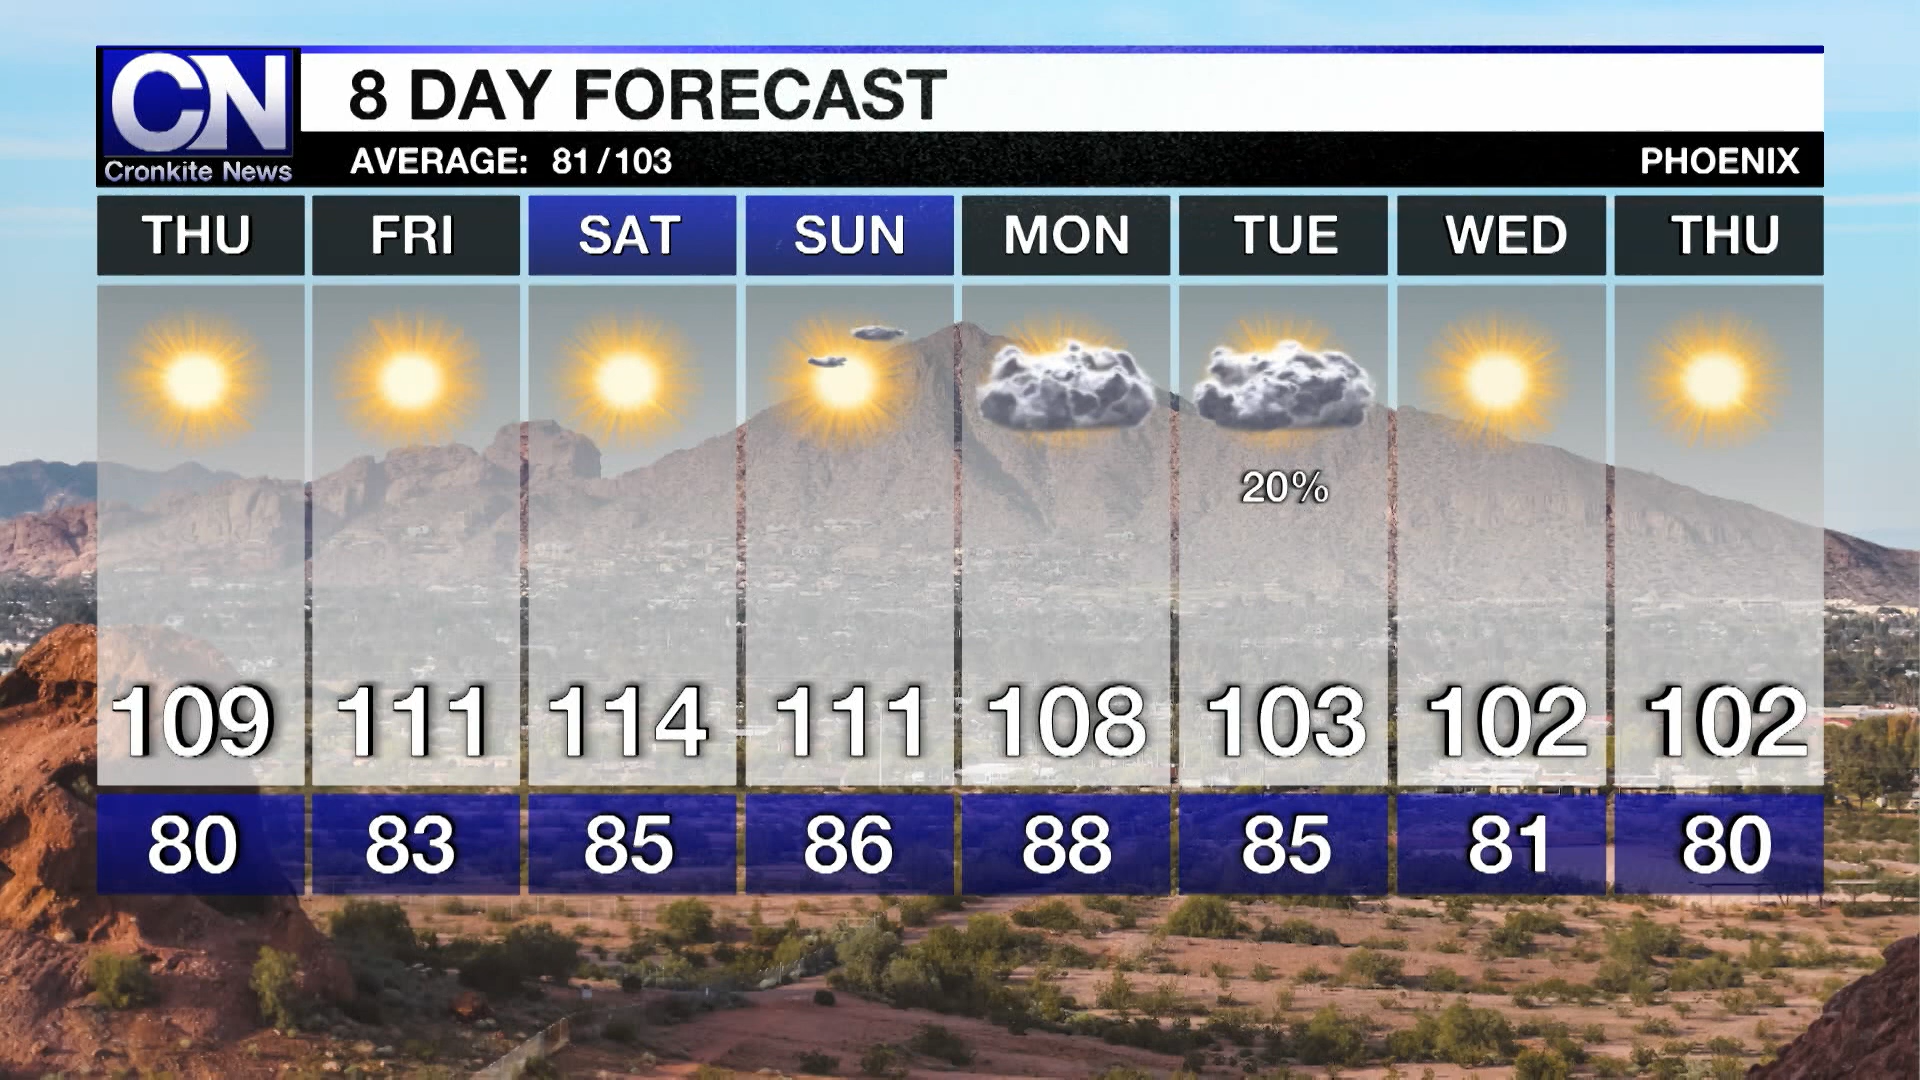 CN
Cronkite News
8 DAY FORECAST
AVERAGE: 81/103
PHOENIX
THU FRI SAT SUN MON TUE WED THU
20%
109 111 114 111 108 103 102 102
80 83 85 86 88 85 81 80